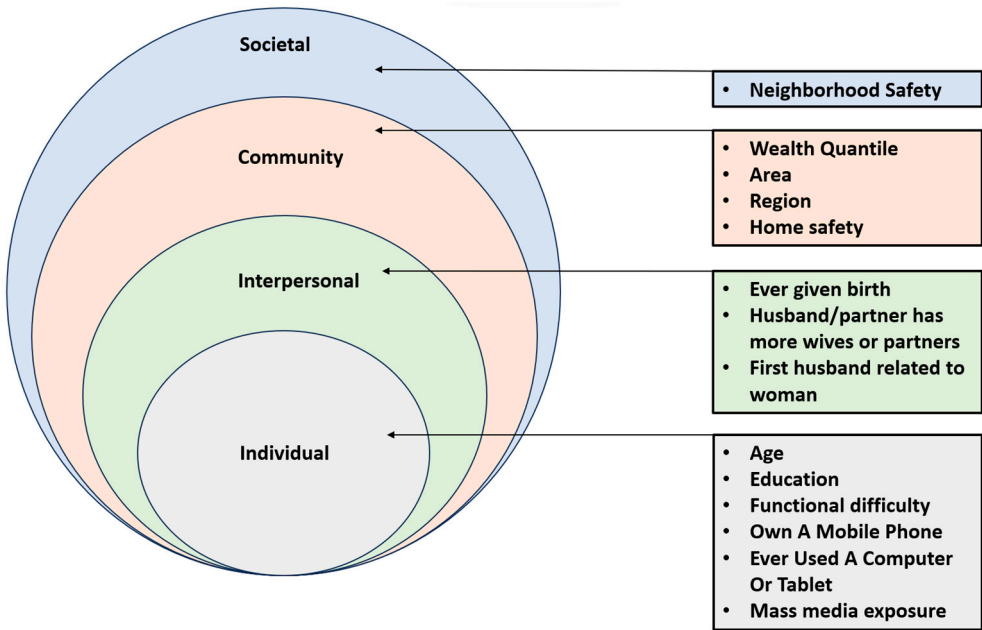 Societal
• Neighborhood Safety
Community
• Wealth Quantile
• Area
• Region
• Home safety
Interpersonal
• Ever given birth
• Husband/partner has
more wives or partners
• First husband related to
woman
Individual
• Age
• Education
• Functional difficulty
• Own A Mobile Phone
• Ever Used A Computer
Or Tablet
• Mass media exposure